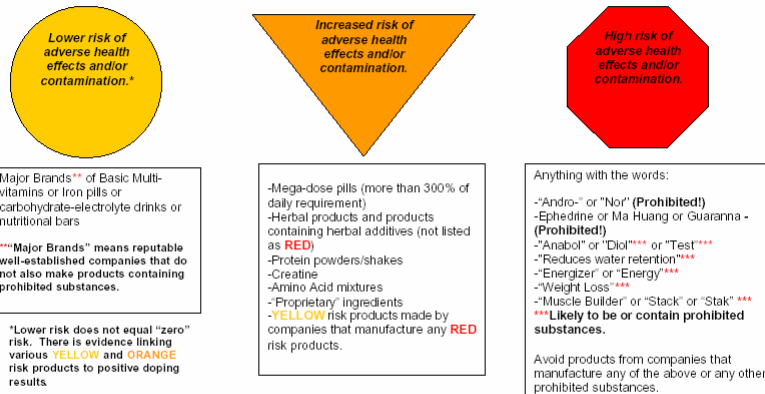 Lower risk of
adverse health
effects and/or
contamination.*
Increased risk of
adverse health
effects and/or
contamination.
High risk of
adverse health
effects and/or
contamination.
Major Brands** of Basic Multi-
vitamins or Iron pills or
carbohydrate-electrolyte drinks or
nutritional bars
**"Major Brands" means reputable
well-established companies that do
not also make products containing
prohibited substances.
*Lower risk does not equal "zero"
risk. There is evidence linking
various YELLOW and ORANGE
risk products to positive doping
results.
-Mega-dose pills (more than 300% of
daily requirement)
-Herbal products and products
containing herbal additives (not listed
as RED)
-Protein powders/shakes
-Creatine
-Amino Acid mixtures
-"Proprietary" ingredients
-YELLOW risk products made by
companies that manufacture any RED
risk products.
Anything with the words:
-"Andro-" or "Nor" (Prohibited!)
-Ephedrine or Ma Huang or Guaranna -
(Prohibited!)
-"Anabol" or "Diol"*** or "Test"***
-"Reduces water retention"***
-"Energizer" or "Energy"***
-"Weight Loss"***
-"Muscle Builder" or "Stack" or "Stak" ***
***Likely to be or contain prohibited
substances.
Avoid products from companies that
manufacture any of the above or any other
prohibited substances.